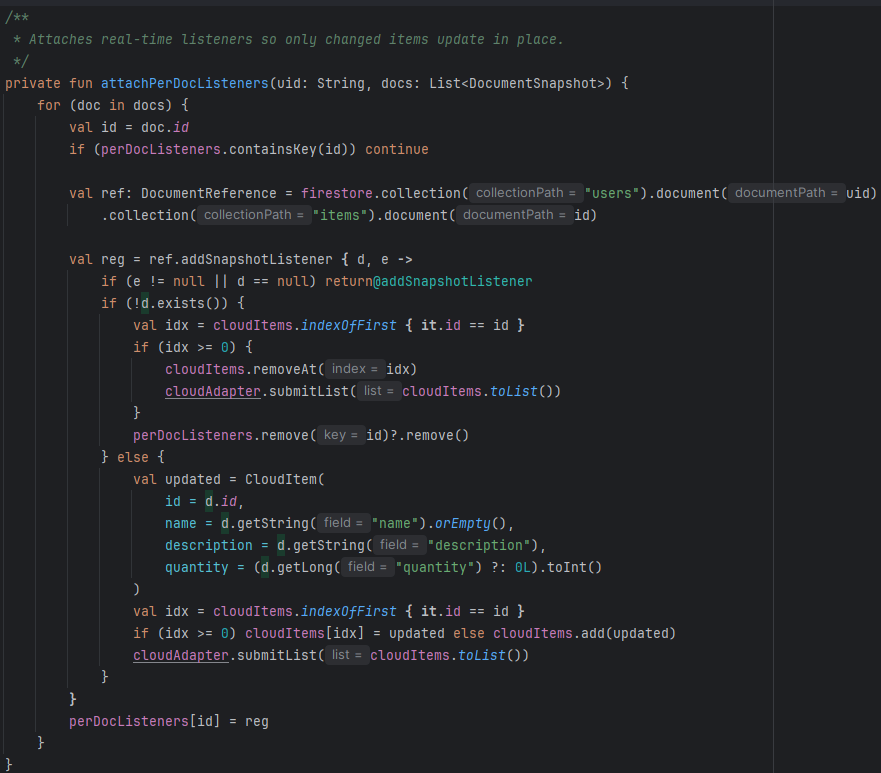 /**
 * Attaches real-time listeners so only changed items update in place.
 */
private fun attachPerDocListeners(uid: String, docs: List<DocumentSnapshot>) {
    for (doc in docs) {
        val id = doc.id
        if (perDocListeners.containsKey(id)) continue

        val ref: DocumentReference = firestore.collection( collectionPath = "users").document( documentPath = uid)
            .collection( collectionPath = "items").document( documentPath = id)

        val reg = ref.addSnapshotListener { d, e ->
            if (e != null || d == null) return@addSnapshotListener
            if (!d.exists()) {
                val idx = cloudItems.indexOfFirst { it.id == id }
                if (idx >= 0) {
                    cloudItems.removeAt( index = idx)
                    cloudAdapter.submitList( list = cloudItems.toList())
                }
                perDocListeners.remove( key = id)?.remove()
            } else {
                val updated = CloudItem(
                    id = d.id,
                    name = d.getString( field = "name").orEmpty(),
                    description = d.getString( field = "description"),
                    quantity = (d.getLong( field = "quantity") ?: 0L).toInt()
                )
                val idx = cloudItems.indexOfFirst { it.id == id }
                if (idx >= 0) cloudItems[idx] = updated else cloudItems.add(updated)
                cloudAdapter.submitList( list = cloudItems.toList())
            }
        }
        perDocListeners[id] = reg
    }
}